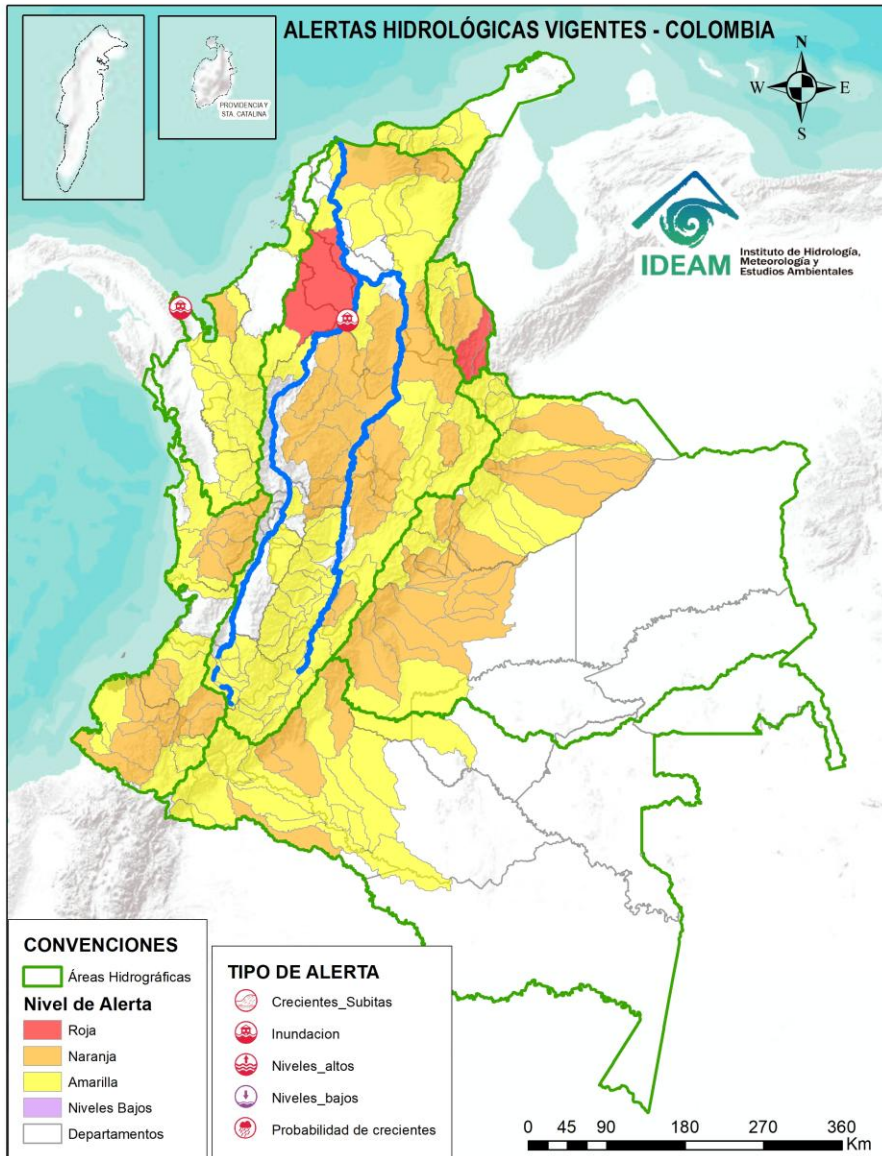 ALERTAS HIDROLÓGICAS VIGENTES - COLOMBIA
PROVIDENCIA Y
STA. CATALINA
N
W E
S
IDEAM
Instituto de Hidrología,
Meteorología y
Estudios Ambientales
CONVENCIONES
Áreas Hidrográficas
Nivel de Alerta
Roja
Naranja
Amarilla
Niveles Bajos
Departamentos
TIPO DE ALERTA
Crecientes_Subitas
Inundacion
Niveles_altos
Niveles_bajos
Probabilidad de crecientes
0 45 90 180 270 360
Km